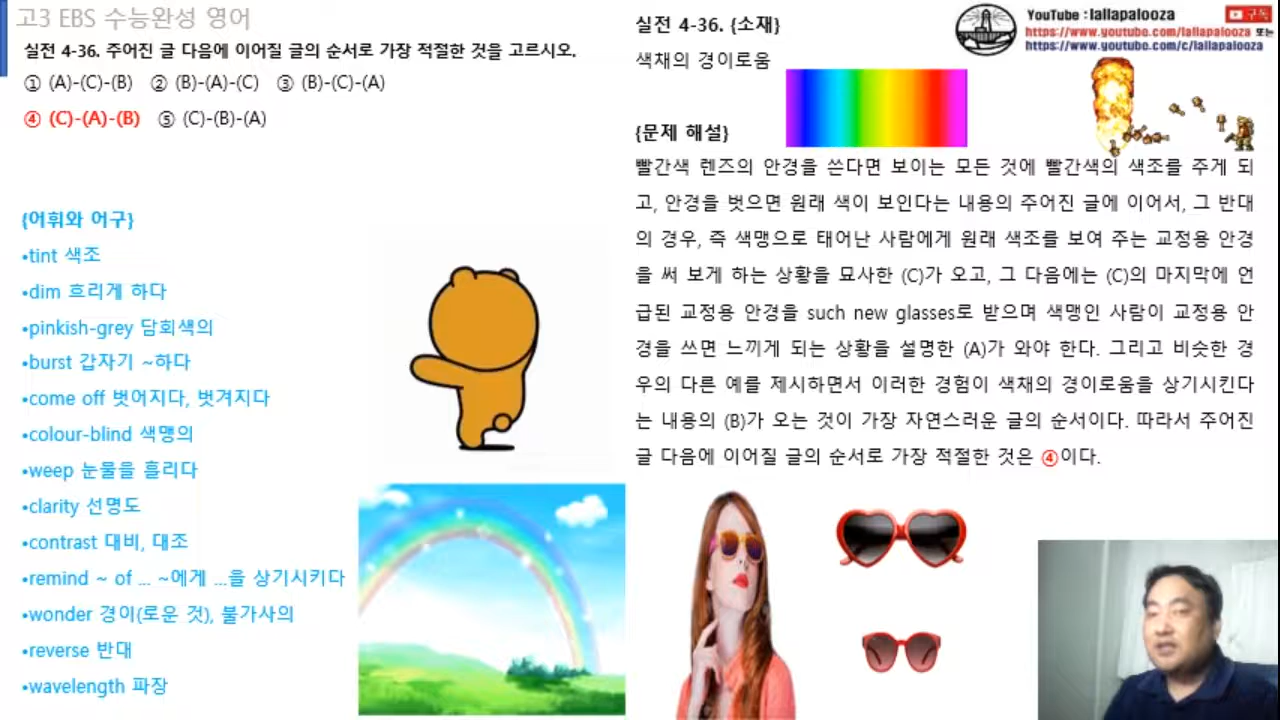 고3 EBS 수능완성 영어
실전 4-36. 주어진 글 다음에 이어질 글의 순서로 가장 적절한 것을 고르시오.
① (A)-(C)-(B) ② (B)-(A)-(C) ③ (B)-(C)-(A)
④ (C)-(A)-(B) ⑤ (C)-(B)-(A)
{어휘와 어구}
•tint 색조
•dim 흐리게 하다
•pinkish-grey 담회색의
•burst 갑자기 ~하다
•come off 벗어지다, 벗겨지다
•colour-blind 색맹의
•weep 눈물을 흘리다
•clarity 선명도
•contrast 대비, 대조
•remind ~ of ... ~에게 ...을 상기시키다
•wonder 경이(로운 것), 불가사의
•reverse 반대
•wavelength 파장
실전 4-36. {소재}
색채의 경이로움
{문제 해설}
빨간색 렌즈의 안경을 쓴다면 보이는 모든 것에 빨간색의 색조를 주게 되
고, 안경을 벗으면 원래 색이 보인다는 내용의 주어진 글에 이어서, 그 반대
의 경우, 즉 색맹으로 태어난 사람에게 원래 색조를 보여 주는 교정용 안경
을 써 보게 하는 상황을 묘사한 (C)가 오고, 그 다음에는 (C)의 마지막에 언
급된 교정용 안경을 such new glasses로 받으며 색맹인 사람이 교정용 안
경을 쓰면 느끼게 되는 상황을 설명한 (A)가 와야 한다. 그리고 비슷한 경
우의 다른 예를 제시하면서 이러한 경험이 색채의 경이로움을 상기시킨다
는 내용의 (B)가 오는 것이 가장 자연스러운 글의 순서이다. 따라서 주어진
글 다음에 이어질 글의 순서로 가장 적절한 것은 ④이다.
YouTube : lallapalooza
구독
https://www.youtube.com/lallapalooza 또는
https://www.youtube.com/c/lallapalooza